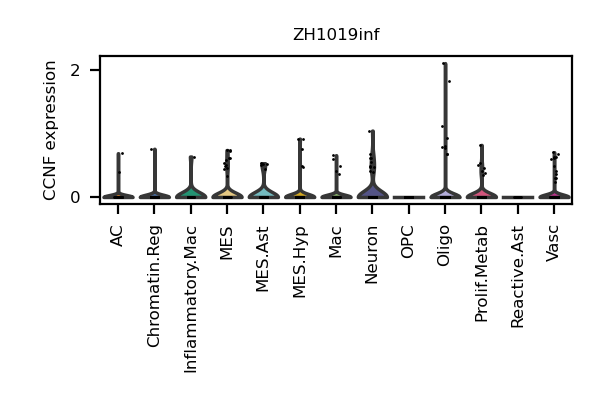 ZH1019inf
CCNF expression
2
0
AC
Chromatin.Reg
Inflammatory.Mac
MES
MES.Ast
MES.Hyp
Mac
Neuron
OPC
Oligo
Prolif.Metab
Reactive.Ast
Vasc